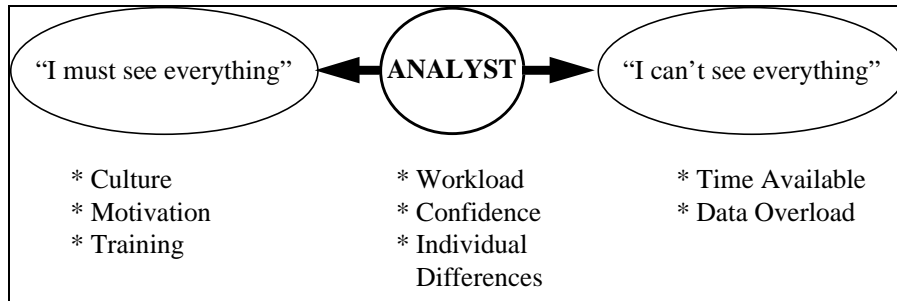 “I must see everything”
ANALYST
“I can’t see everything”
* Culture
* Motivation
* Training
* Workload
* Confidence
* Individual
Differences
* Time Available
* Data Overload